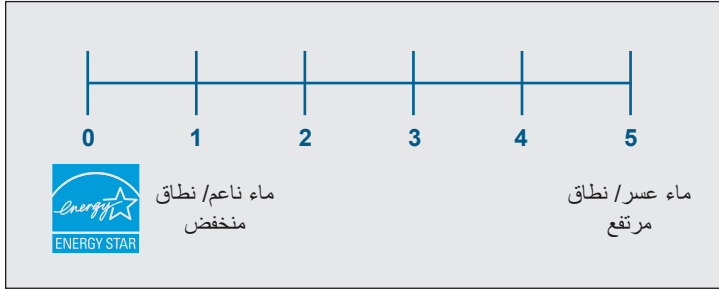 0 1 2 3 4 5
ماء ناعم/ نطاق
منخفض
ماء عسر/ نطاق
مرتفع
energy
ENERGY STAR